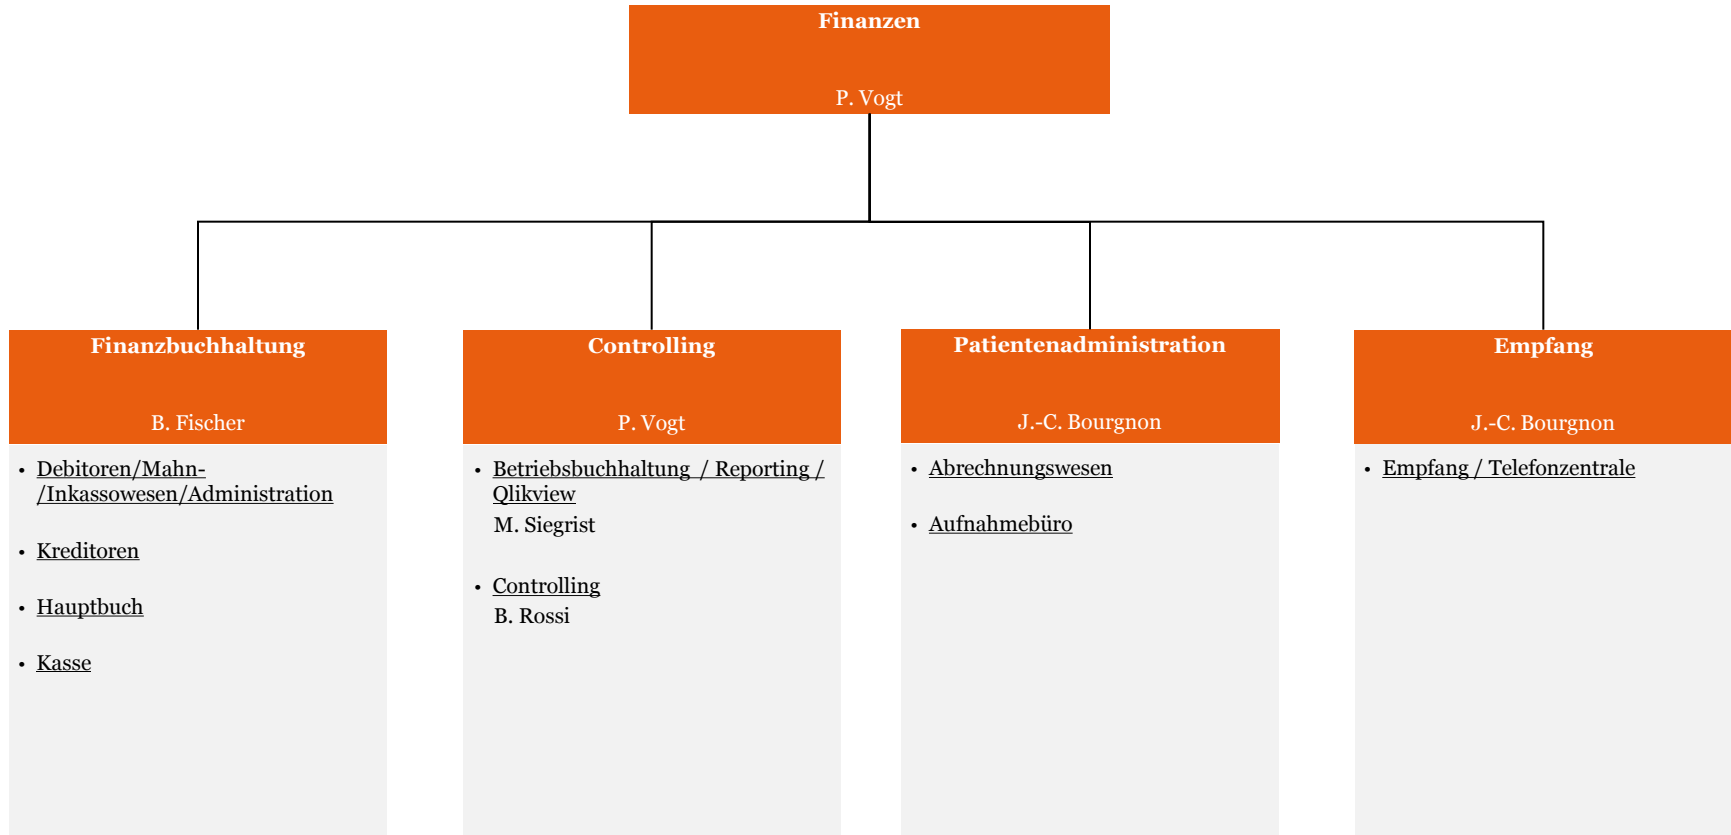 Finanzen
P. Vogt
Finanzbuchhaltung
B. Fischer
• Debitoren/Mahn-
/Inkassowesen/Administration
• Kreditoren
• Hauptbuch
• Kasse
Controlling
P. Vogt
• Betriebsbuchhaltung / Reporting /
Qlikview
M. Siegrist
• Controlling
B. Rossi
Patientenadministration
J.-C. Bourgnon
• Abrechnungswesen
• Aufnahmebüro
Empfang
J.-C. Bourgnon
• Empfang / Telefonzentrale